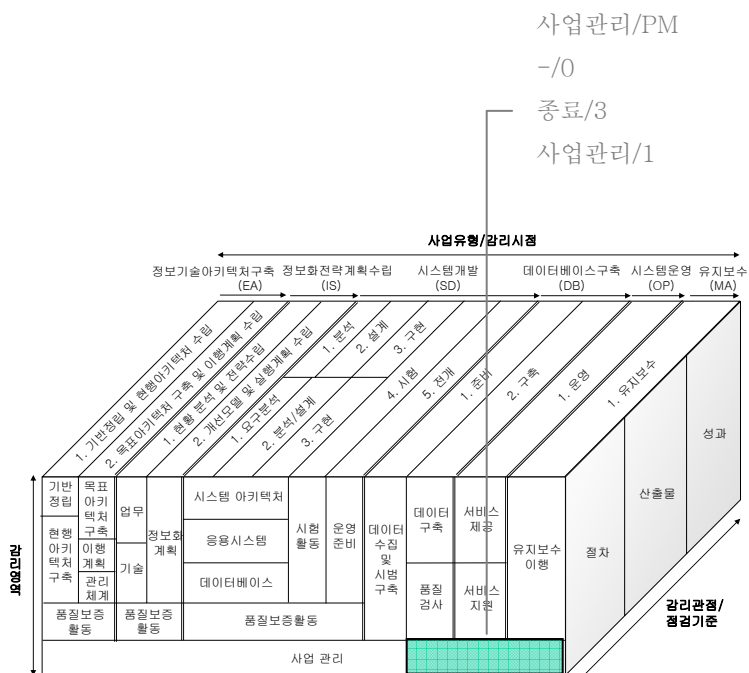 사업관리/PM
-/0
종료/3
사업관리/1
사업유형/감리시점
정보기술아키텍처구축
(EA)
정보화전략계획수립
(IS)
시스템개발
(SD)
데이터베이스구축
(DB)
시스템운영
(OP)
유지보수
(MA)
1. 기반정립 및 현행아키텍처 수립
2. 목표아키텍처 구축 및 이행계획 수립
1. 현황 분석 및 전략수립
2. 개선모델 및 실행계획 수립
1. 분석
2. 설계
3. 구현
1. 요구분석
2. 분석/설계
3. 구현
4. 시험
5. 전개
1. 준비
2. 구축
1. 운영
1. 유지보수
감리영역
기반
정립
현행
아키
텍처
구축
목표
아키
텍처
구축
이행
계획
관리
체계
업무
기술
정보화
계획
시스템 아키텍처
응용시스템
데이터베이스
시험
활동
운영
준비
데이터
수집
및
시범
구축
데이터
구축
품질
검사
서비스
제공
서비스
지원
유지보수
이행
절차
산출물
성과
품질보증
활동
품질보증
활동
품질보증활동
사업 관리
감리관점/
점검기준